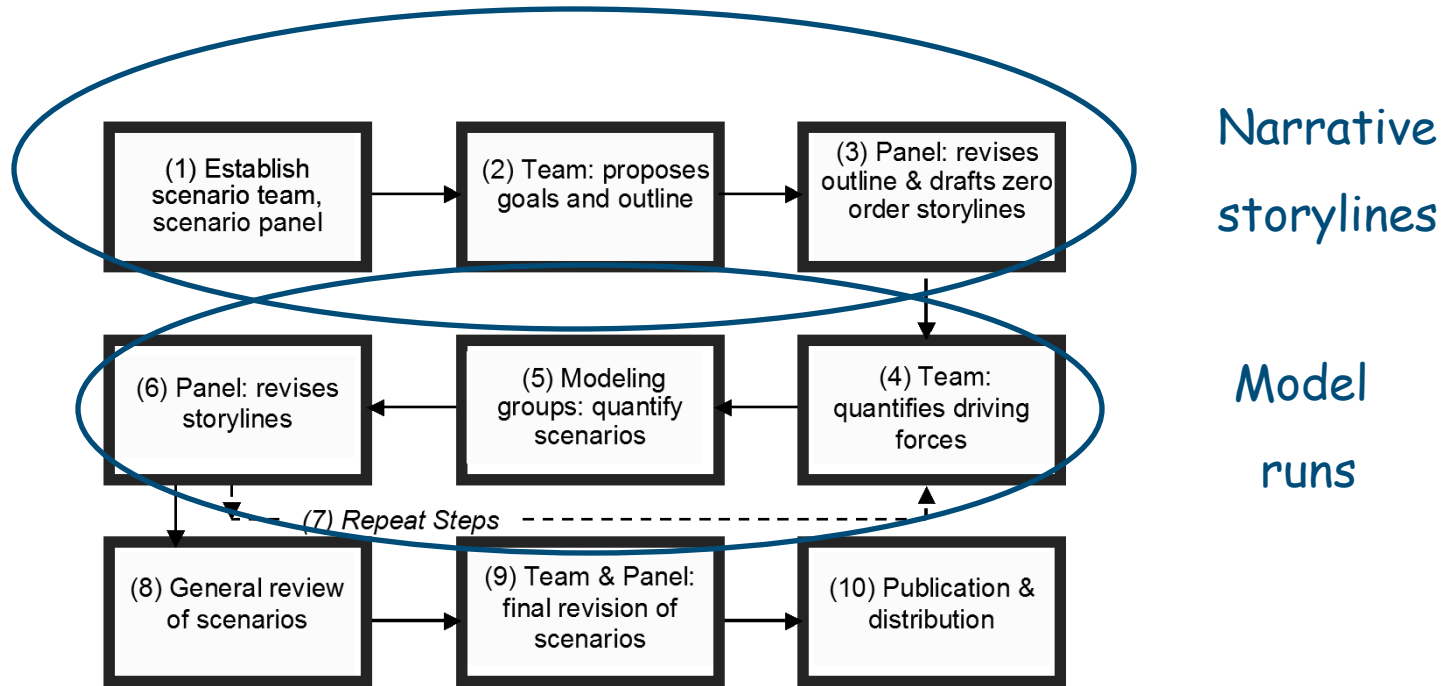 (1) Establish
scenario team,
scenario panel
(2) Team: proposes
goals and outline
(3) Panel: revises
outline & drafts zero
order storylines
Narrative
storylines
(6) Panel: revises
storylines
(5) Modeling
groups: quantify
scenarios
(4) Team:
quantifies driving
forces
Model
runs
(7) Repeat Steps
(8) General review
of scenarios
(9) Team & Panel:
final revision of
scenarios
(10) Publication &
distribution